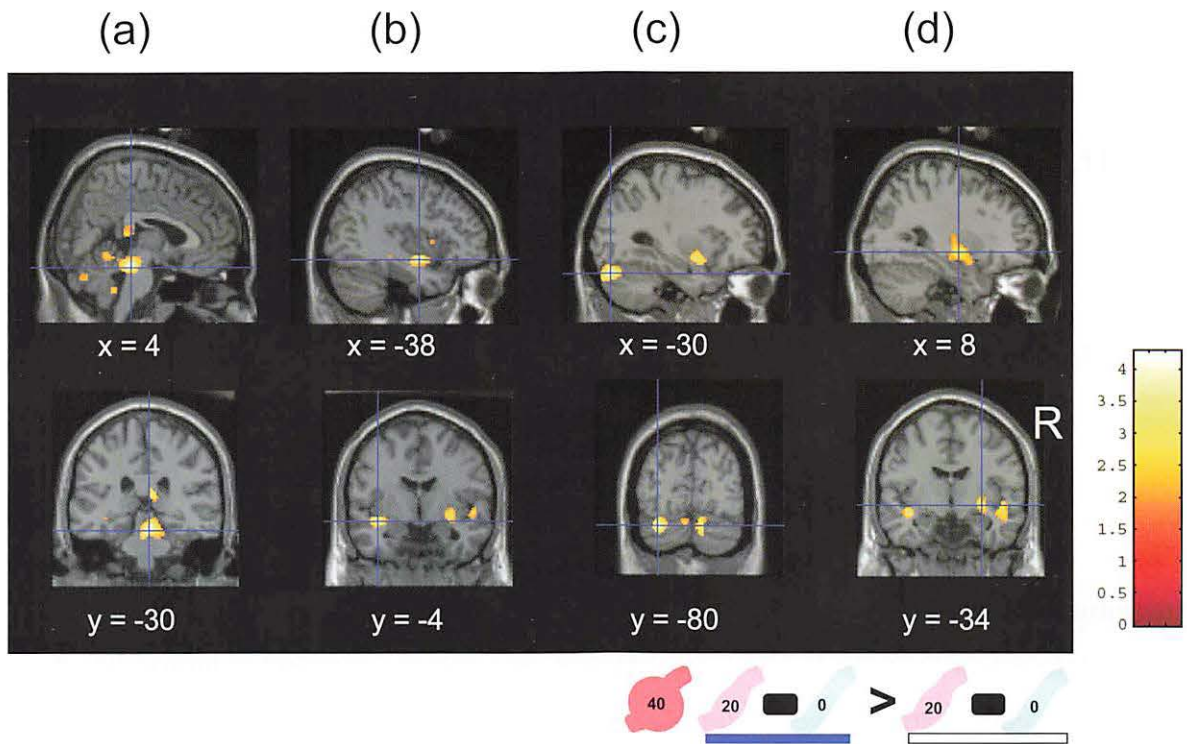 (a) (b) (c) (d)
x = 4 x = -38 x = -30 x = 8
R
y = -30 y = -4 y = -80 y = -34
4
3.5
3
2.5
2
1.5
1
0.5
0
40 20 0 > 20 0